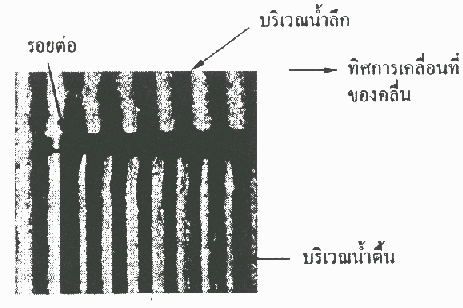 บริเวณน้ำลึก
รอยต่อ
ทิศการเคลื่อนที่
ของคลื่น
บริเวณน้ำตื้น